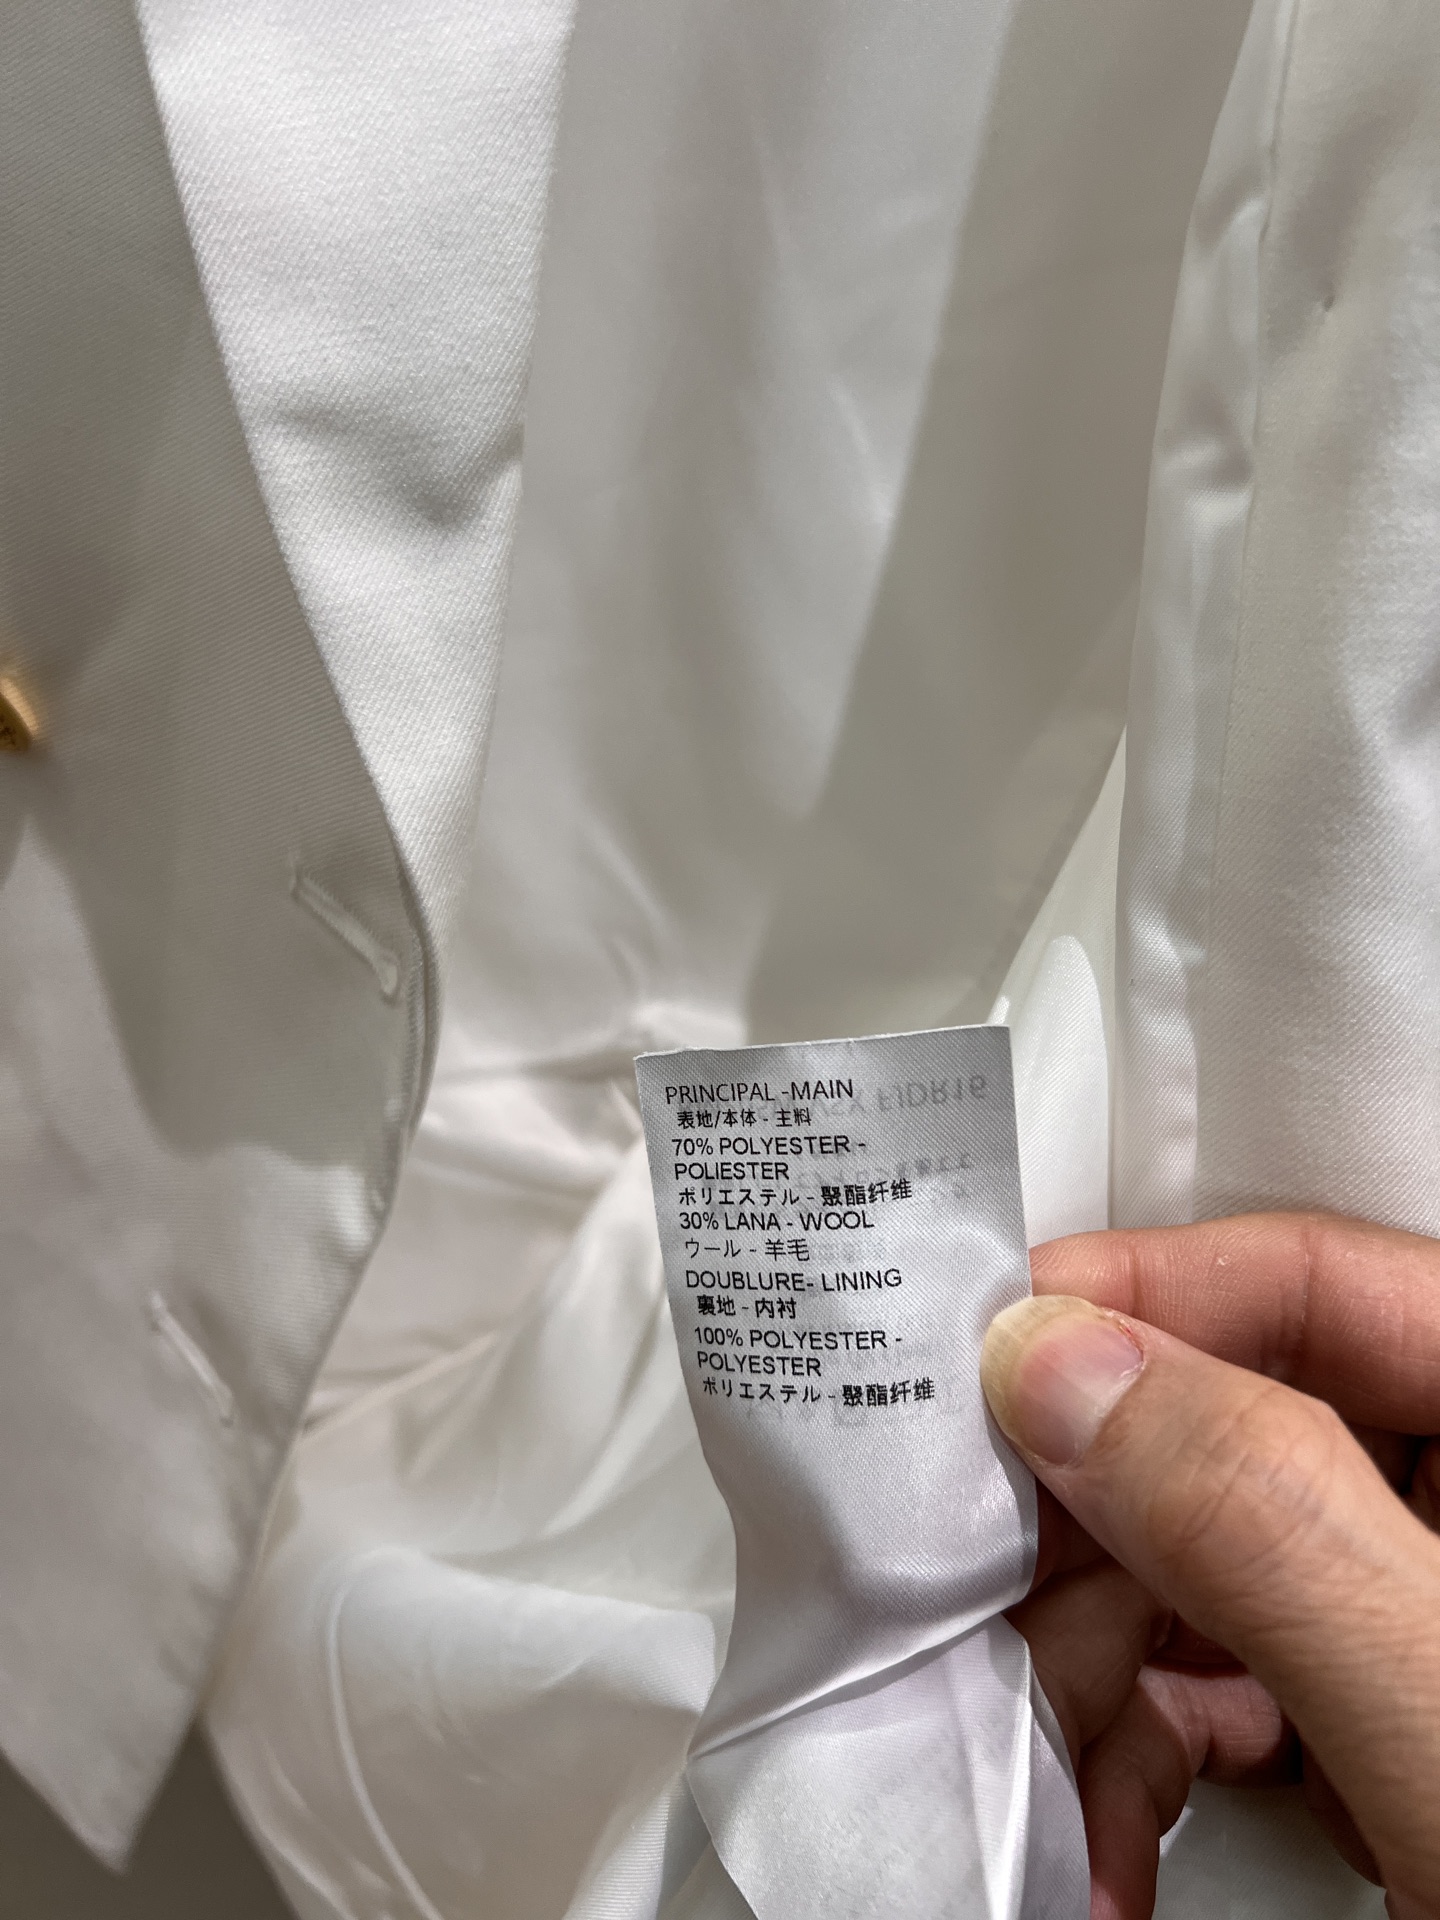 PRINCIPAL -MAIN
表地/本体 - 主料
70% POLYESTER -
POLIESTER
ポリエステル - 聚酯纤维
30% LANA - WOOL
ウール - 羊毛
DOUBLURE- LINING
裏地 - 内衬
100% POLYESTER -
POLYESTER
ポリエステル - 聚酯纤维
FJDR16